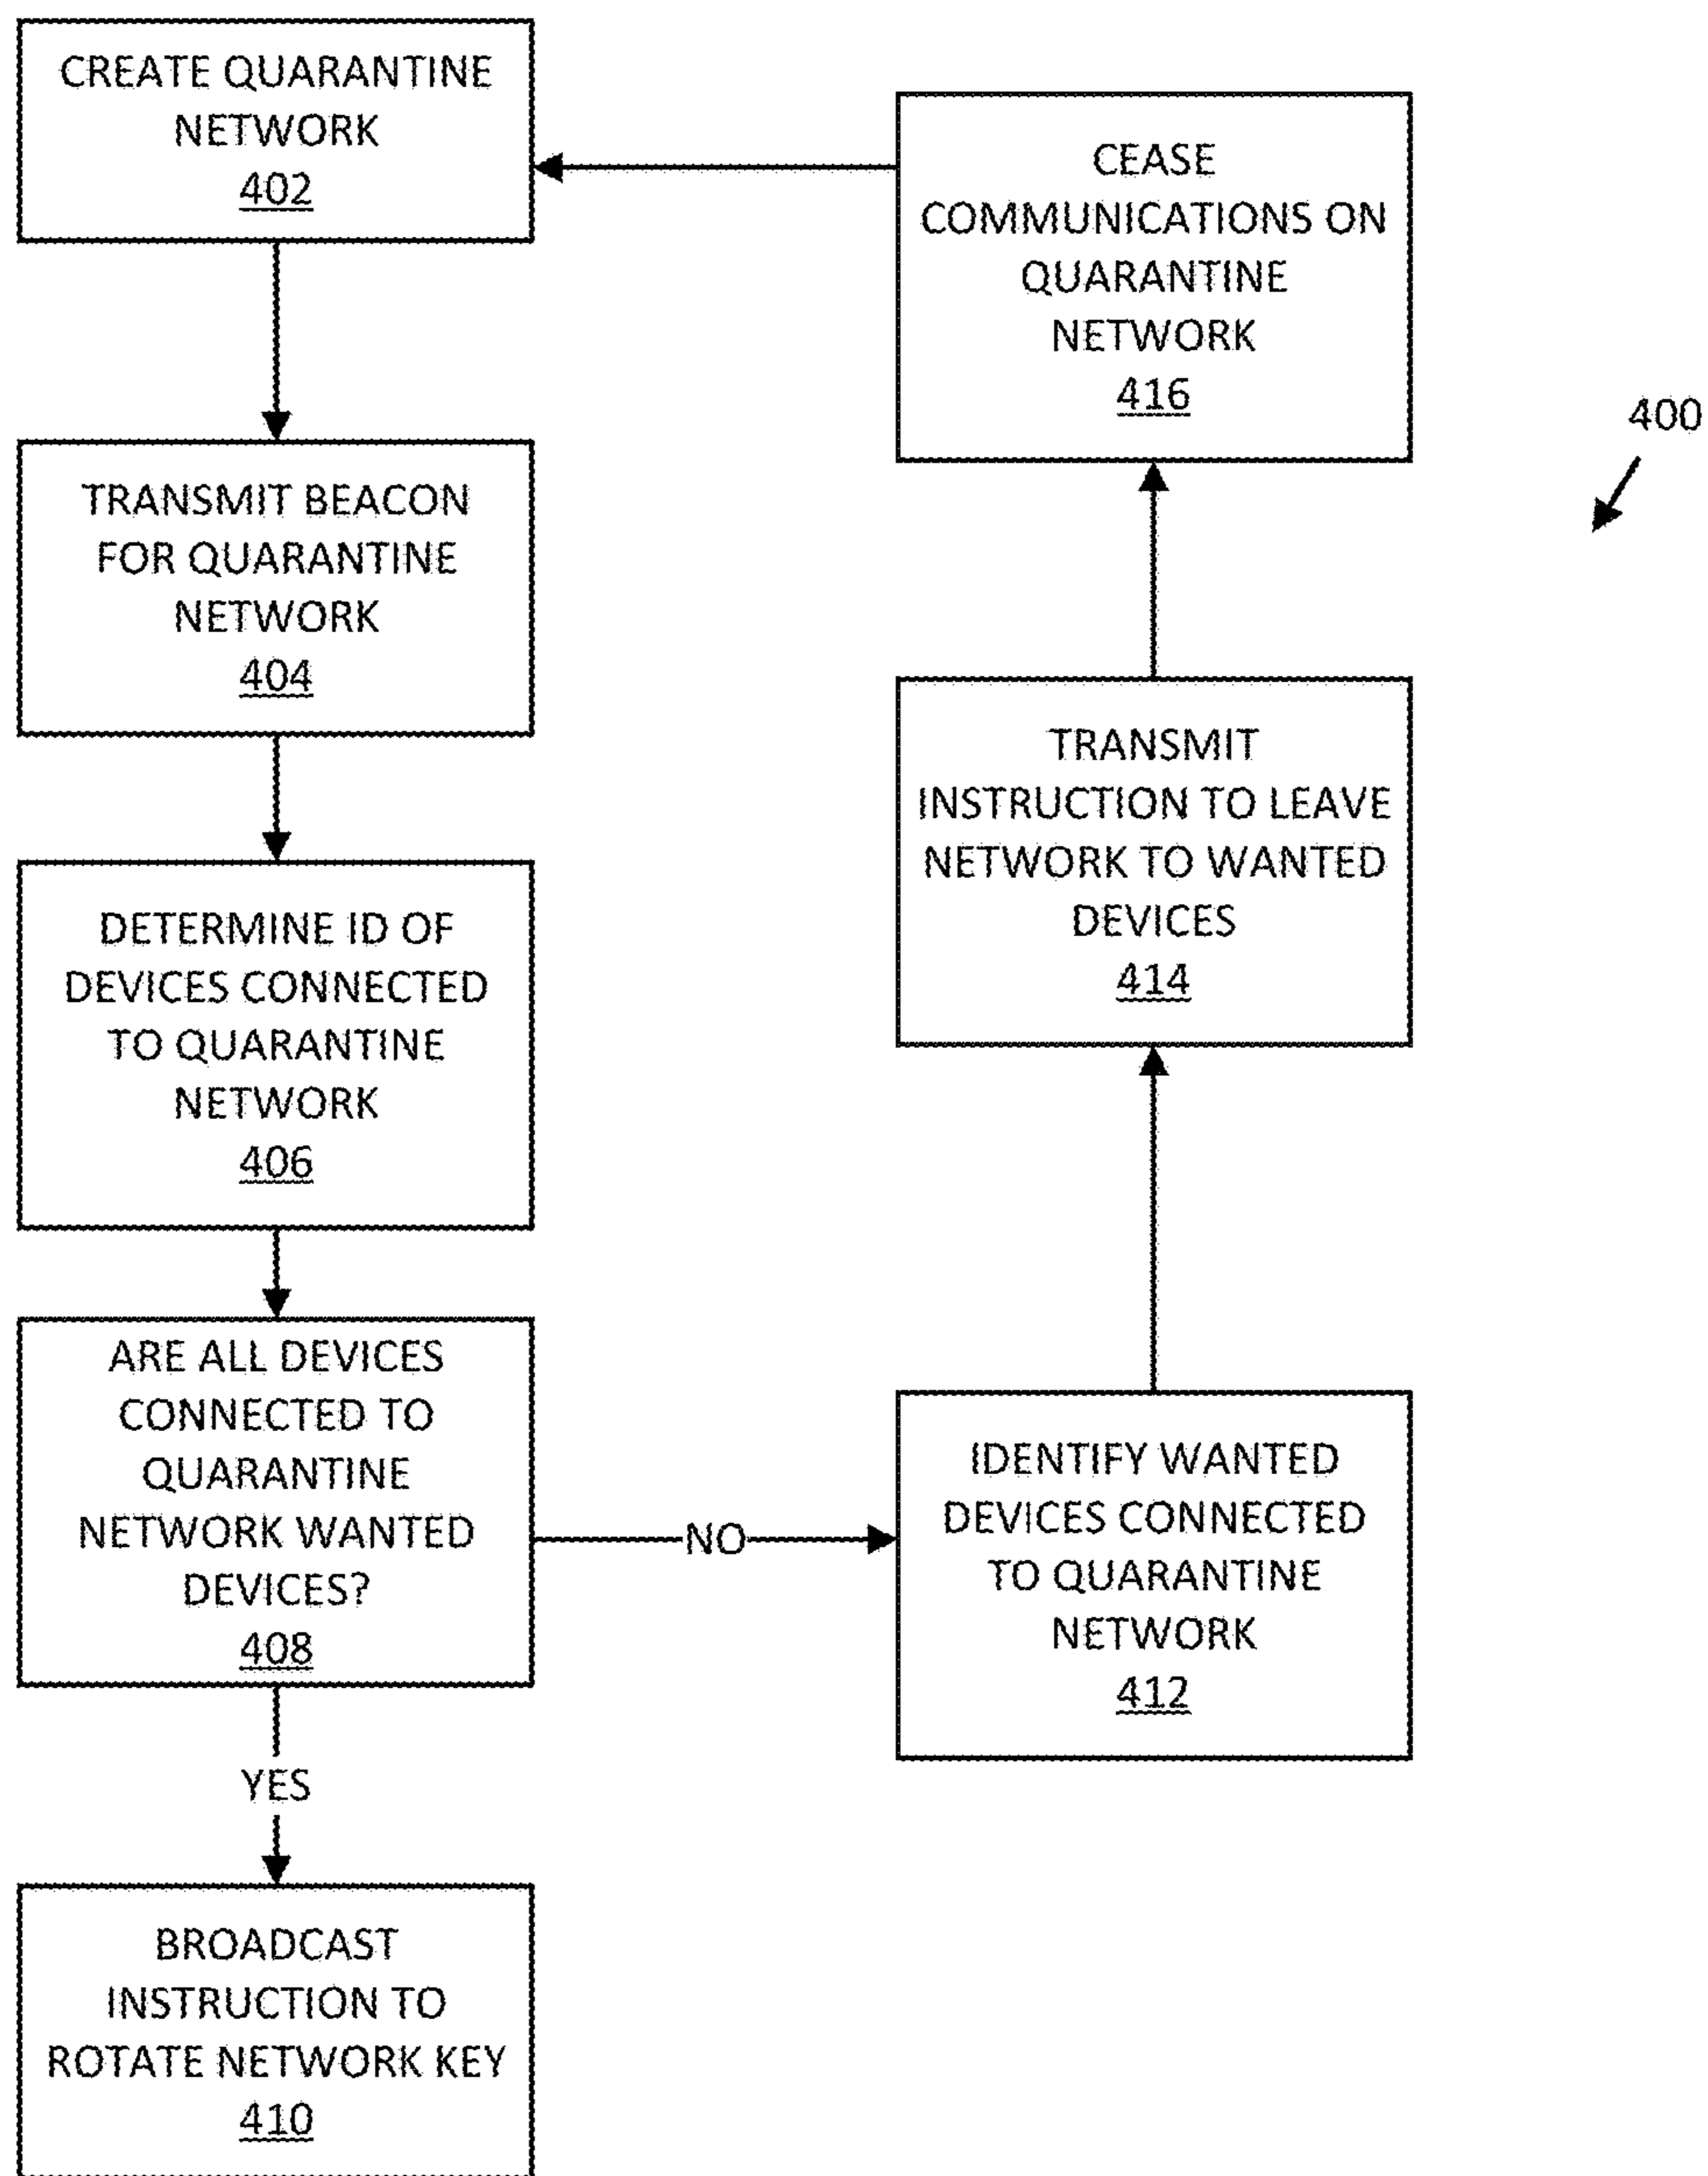 CREATE QUARANTINE
NETWORK
402
TRANSMIT BEACON
FOR QUARANTINE
NETWORK
404
DETERMINE ID OF
DEVICES CONNECTED
TO QUARANTINE
NETWORK
406
ARE ALL DEVICES
CONNECTED TO
QUARANTINE
NETWORK WANTED
DEVICES?
408
YES
BROADCAST
INSTRUCTION TO
ROTATE NETWORK KEY
410
NO
IDENTIFY WANTED
DEVICES CONNECTED
TO QUARANTINE
NETWORK
412
TRANSMIT
INSTRUCTION TO LEAVE
NETWORK TO WANTED
DEVICES
414
CEASE
COMMUNICATIONS ON
QUARANTINE
NETWORK
416
400